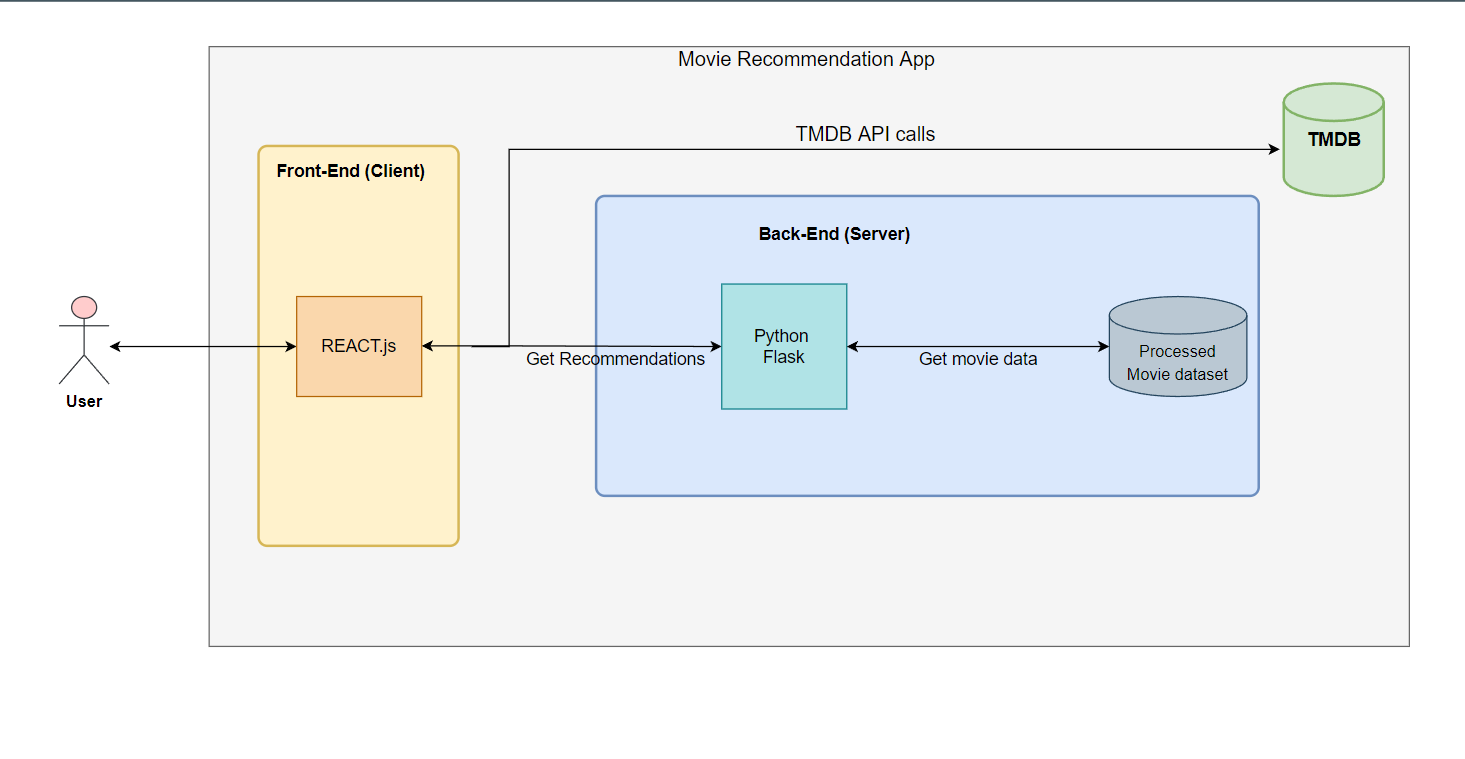 Movie Recommendation App
TMDB API calls
TMDB
Front-End (Client)
Back-End (Server)
REACT.js
Get Recommendations
Python
Flask
Get movie data
Processed
Movie dataset
User